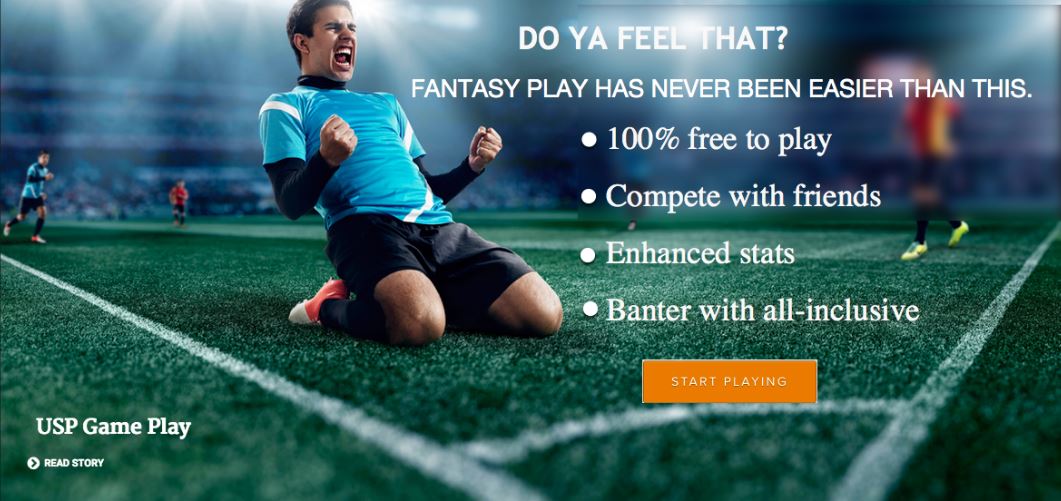 DO YA FEEL THAT?
FANTASY PLAY HAS NEVER BEEN EASIER THAN THIS.
100% free to play
Compete with friends
Enhanced stats
Banter with all-inclusive
START PLAYING
USP Game Play
READ STORY